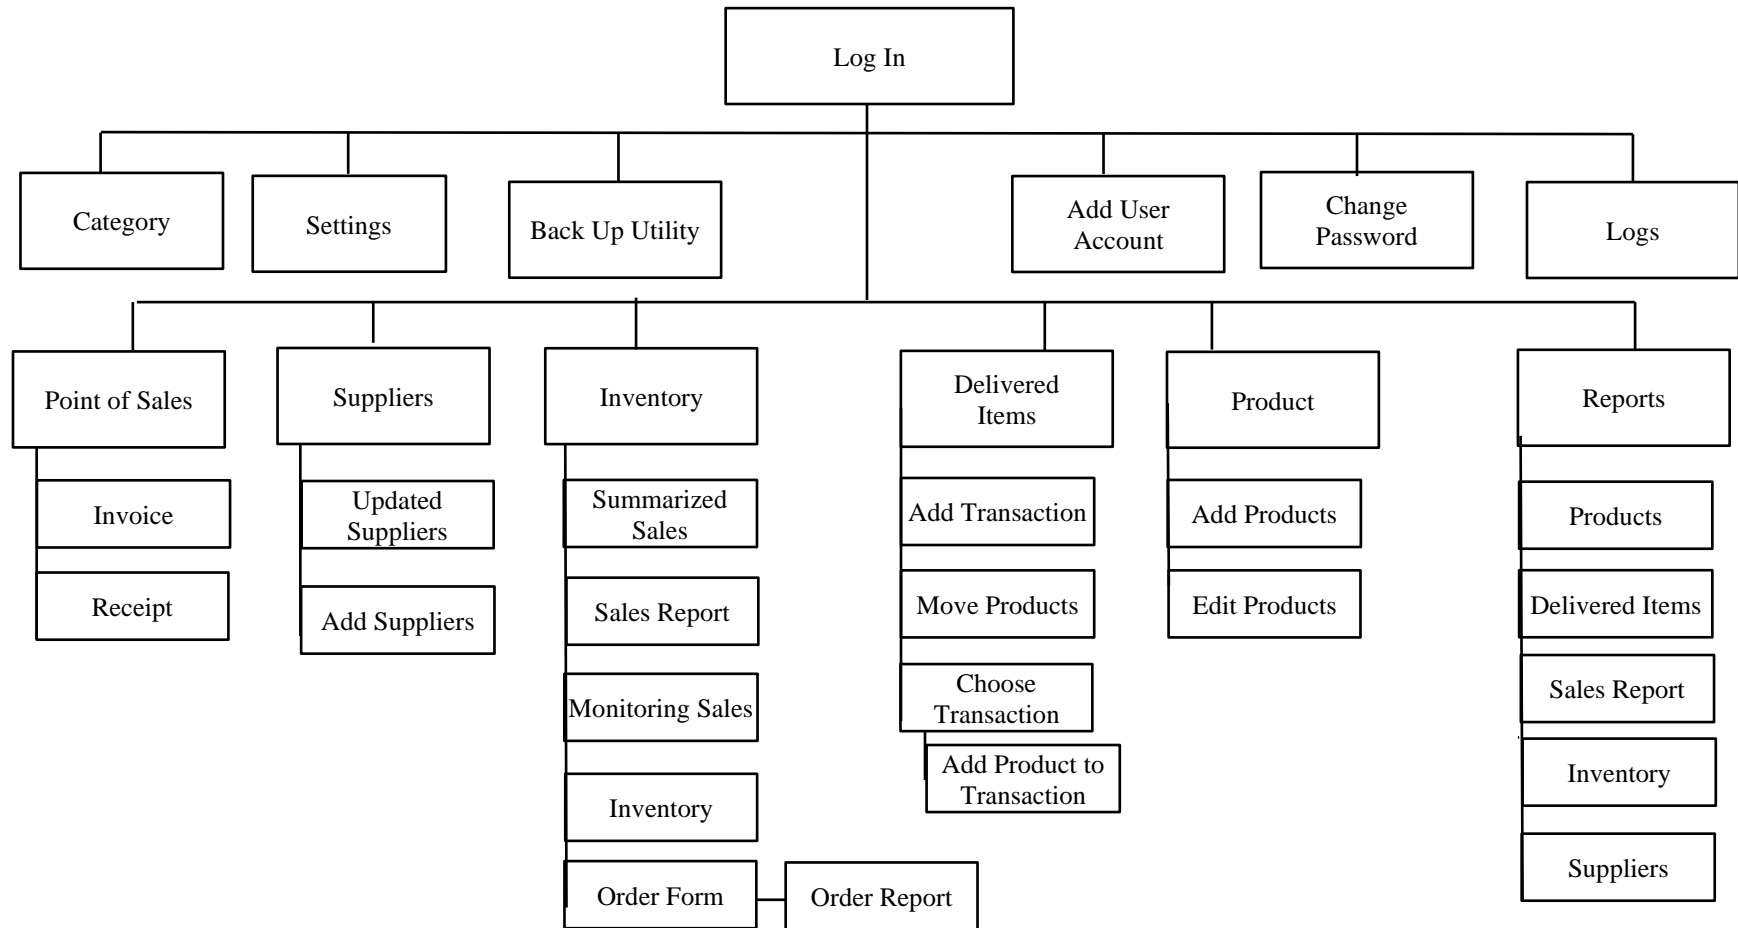 Log In
Category
Settings
Back Up Utility
Add User
Account
Change
Password
Logs
Point of Sales
Suppliers
Inventory
Delivered
Items
Product
Reports
Invoice
Receipt
Updated
Suppliers
Add Suppliers
Summarized
Sales
Sales Report
Monitoring Sales
Inventory
Order Form
Order Report
Add Transaction
Move Products
Choose
Transaction
Add Product to
Transaction
Add Products
Edit Products
Products
Delivered Items
Sales Report
Inventory
Suppliers